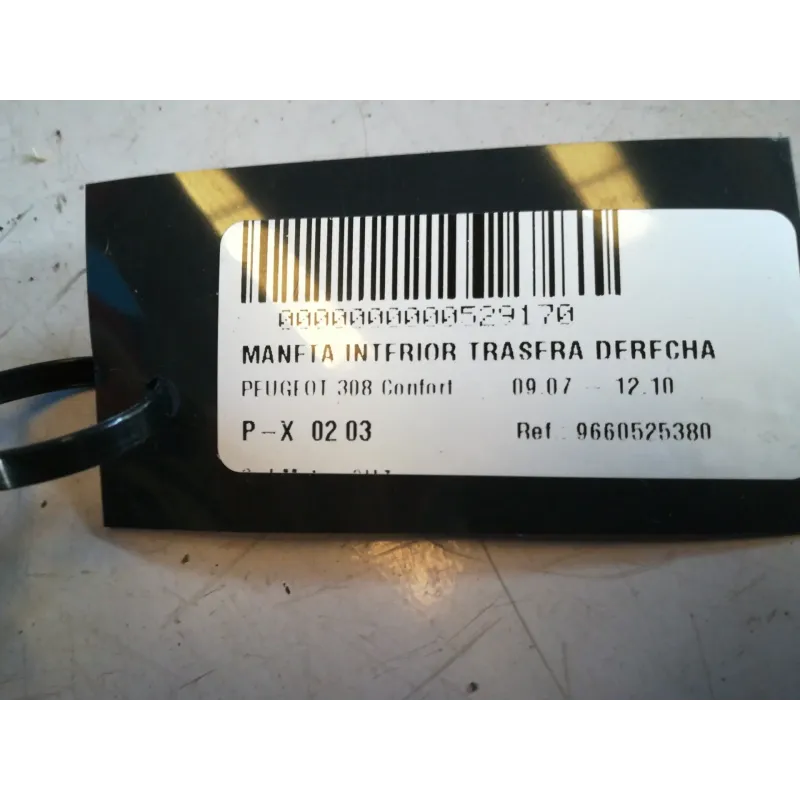 0000000000529170
MANETA INTERIOR TRASERA DERECHA
PEUGEOT 308 Confort 09.07 - 12.10
P-X 02 03 Ref : 9660525380